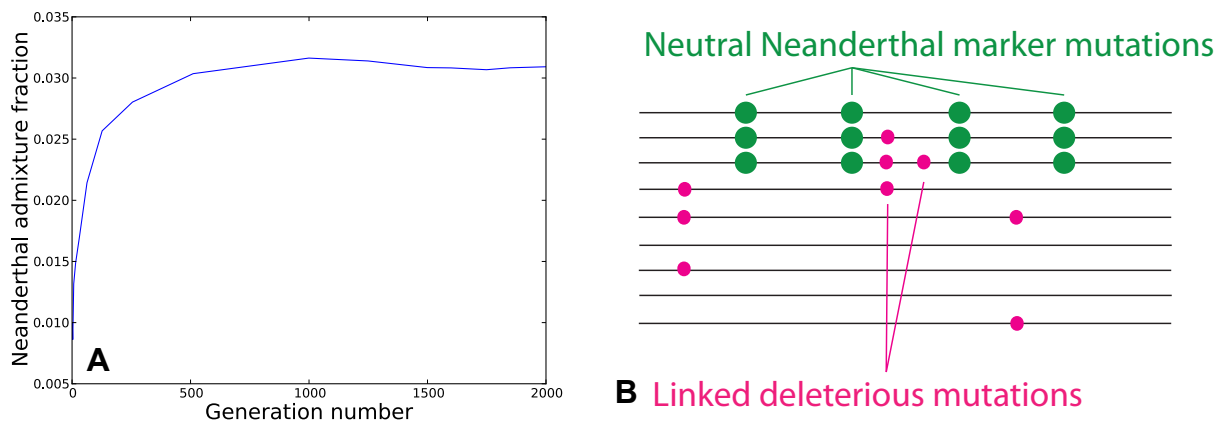 0.035
0.030
0.025
0.020
0.015
0.010
0.005
Neanderthal admixture fraction
A
0 500 1000 1500 2000
Generation number
Neutral Neanderthal marker mutations
B Linked deleterious mutations